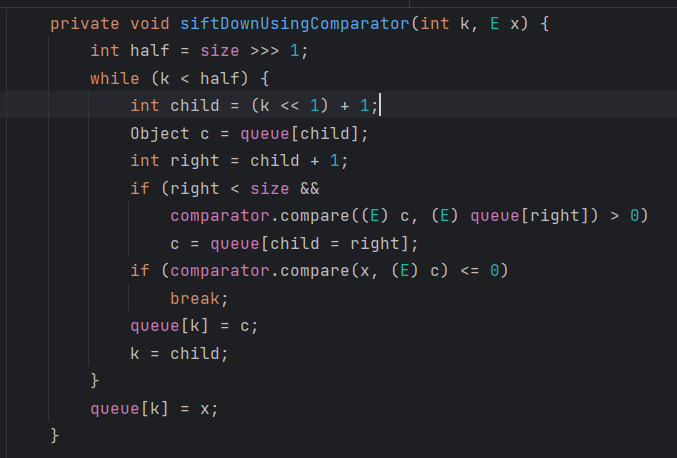 private void siftDownUsingComparator(int k, E x) {
    int half = size >>> 1;
    while (k < half) {
        int child = (k << 1) + 1;
        Object c = queue[child];
        int right = child + 1;
        if (right < size &&
            comparator.compare((E) c, (E) queue[right]) > 0)
            c = queue[child = right];
        if (comparator.compare(x, (E) c) <= 0)
            break;
        queue[k] = c;
        k = child;
    }
    queue[k] = x;
}